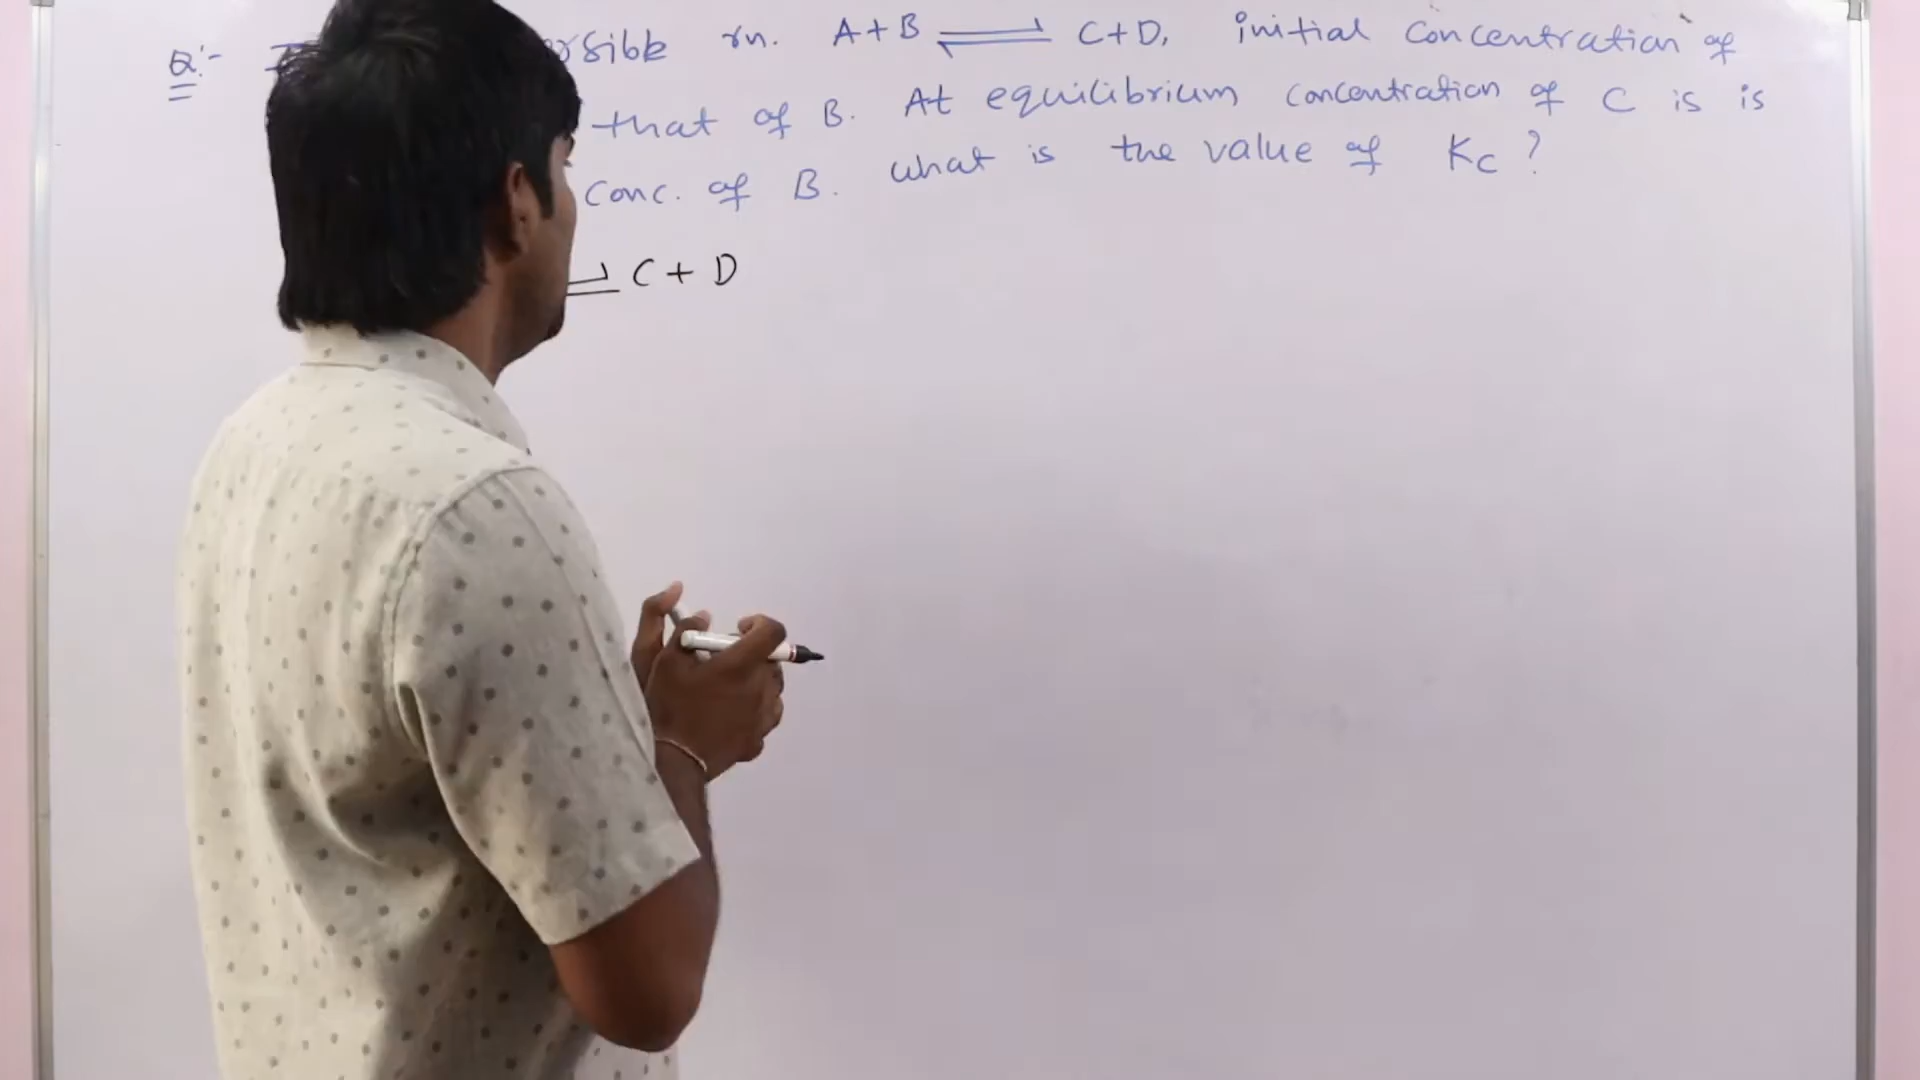 Q:- rn. A+B ⇌ C+D, initial concentration of
that of B. At equilibrium concentration of C is is
conc. of B. what is the value of Kc ?
⇌ C + D